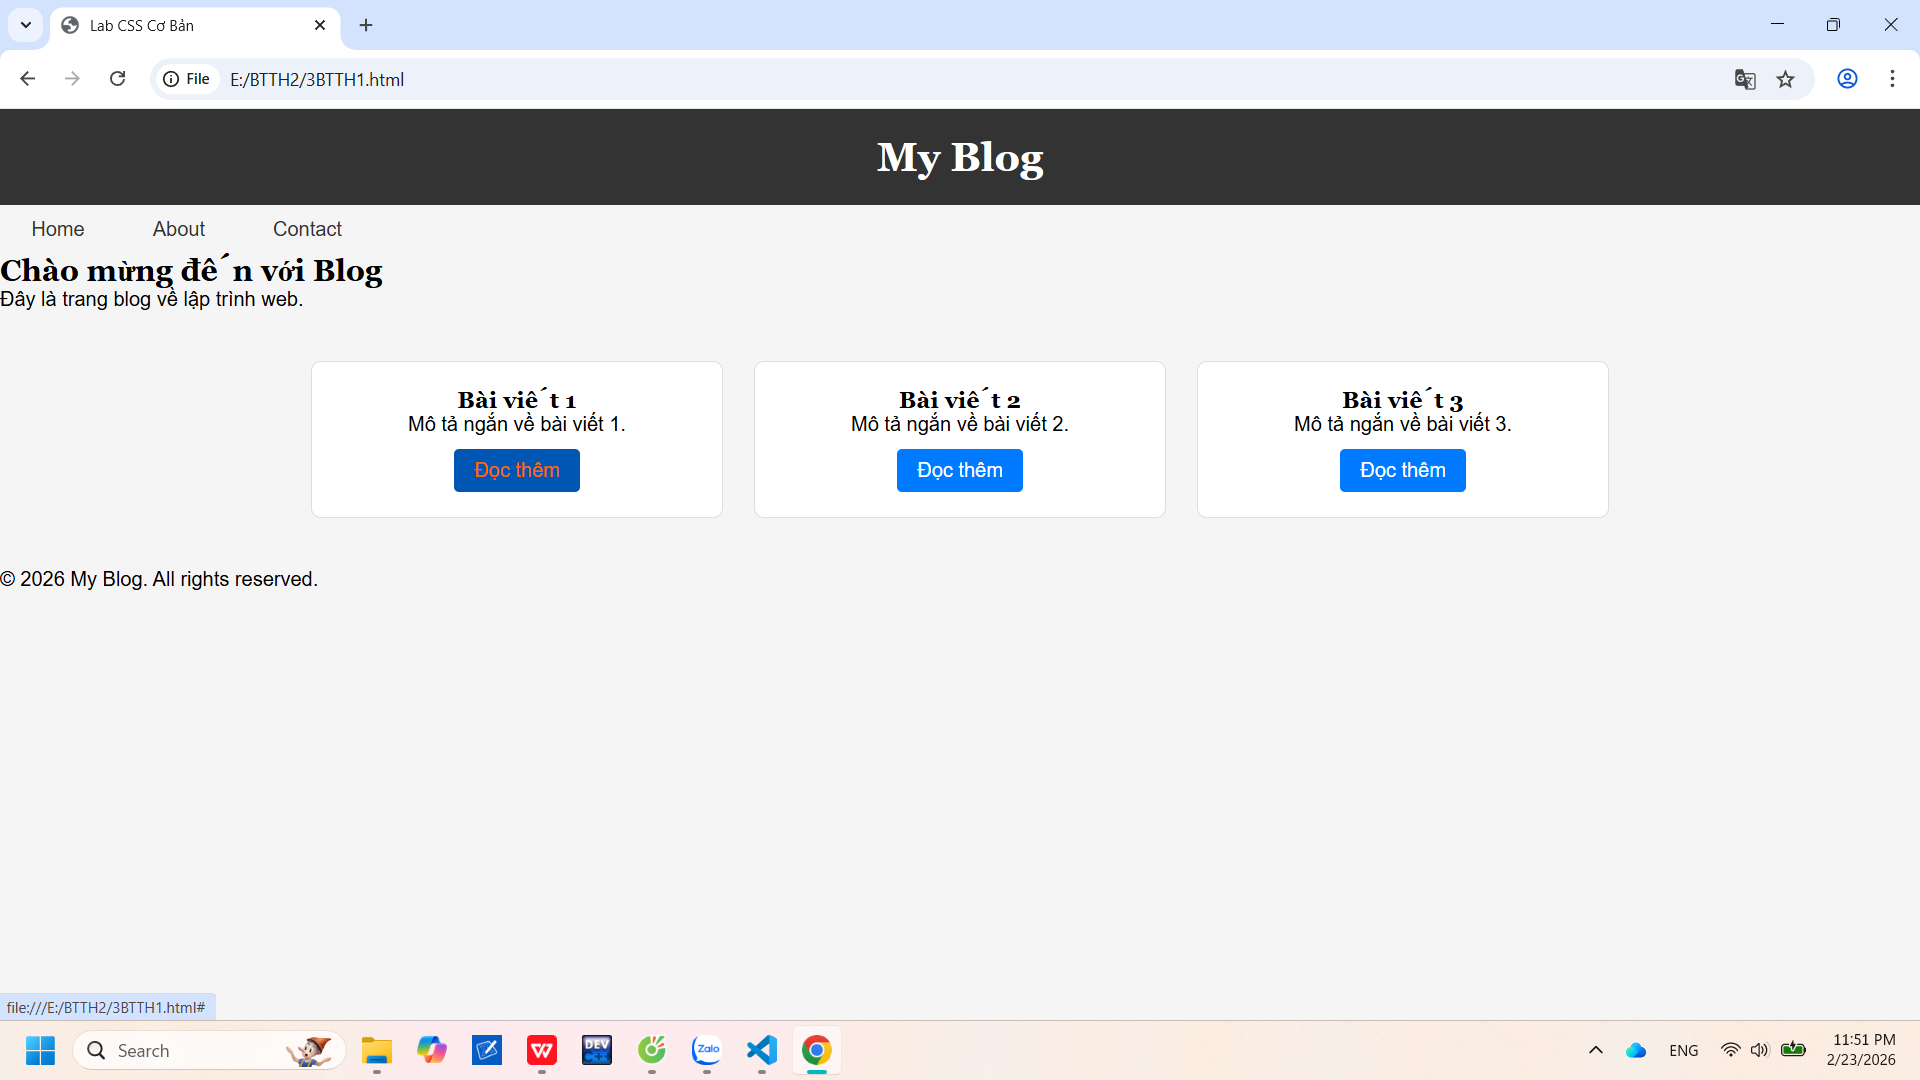 Lab CSS Cơ Bản
File E:/BTTH2/3BTTH1.html
My Blog
Home About Contact
Chào mừng đến với Blog
Đây là trang blog về lập trình web.
Bài viết 1
Mô tả ngắn về bài viết 1.
Đọc thêm
Bài viết 2
Mô tả ngắn về bài viết 2.
Đọc thêm
Bài viết 3
Mô tả ngắn về bài viết 3.
Đọc thêm
© 2026 My Blog. All rights reserved.
file:///E:/BTTH2/3BTTH1.html#
Search
DEV
C++
Zalo
ENG
11:51 PM
2/23/2026